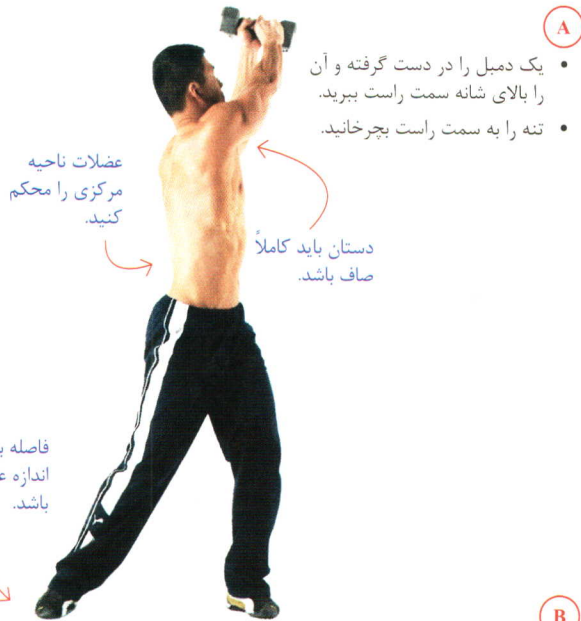 A
• یک دمبل را در دست گرفته و آن
را بالای شانه سمت راست ببرید.
• تنه را به سمت راست بچرخانید.
عضلات ناحیه
مرکزی را محکم
کنید.
دستان باید کاملاً
صاف باشد.
فاصله
اندازه
باشد.
B